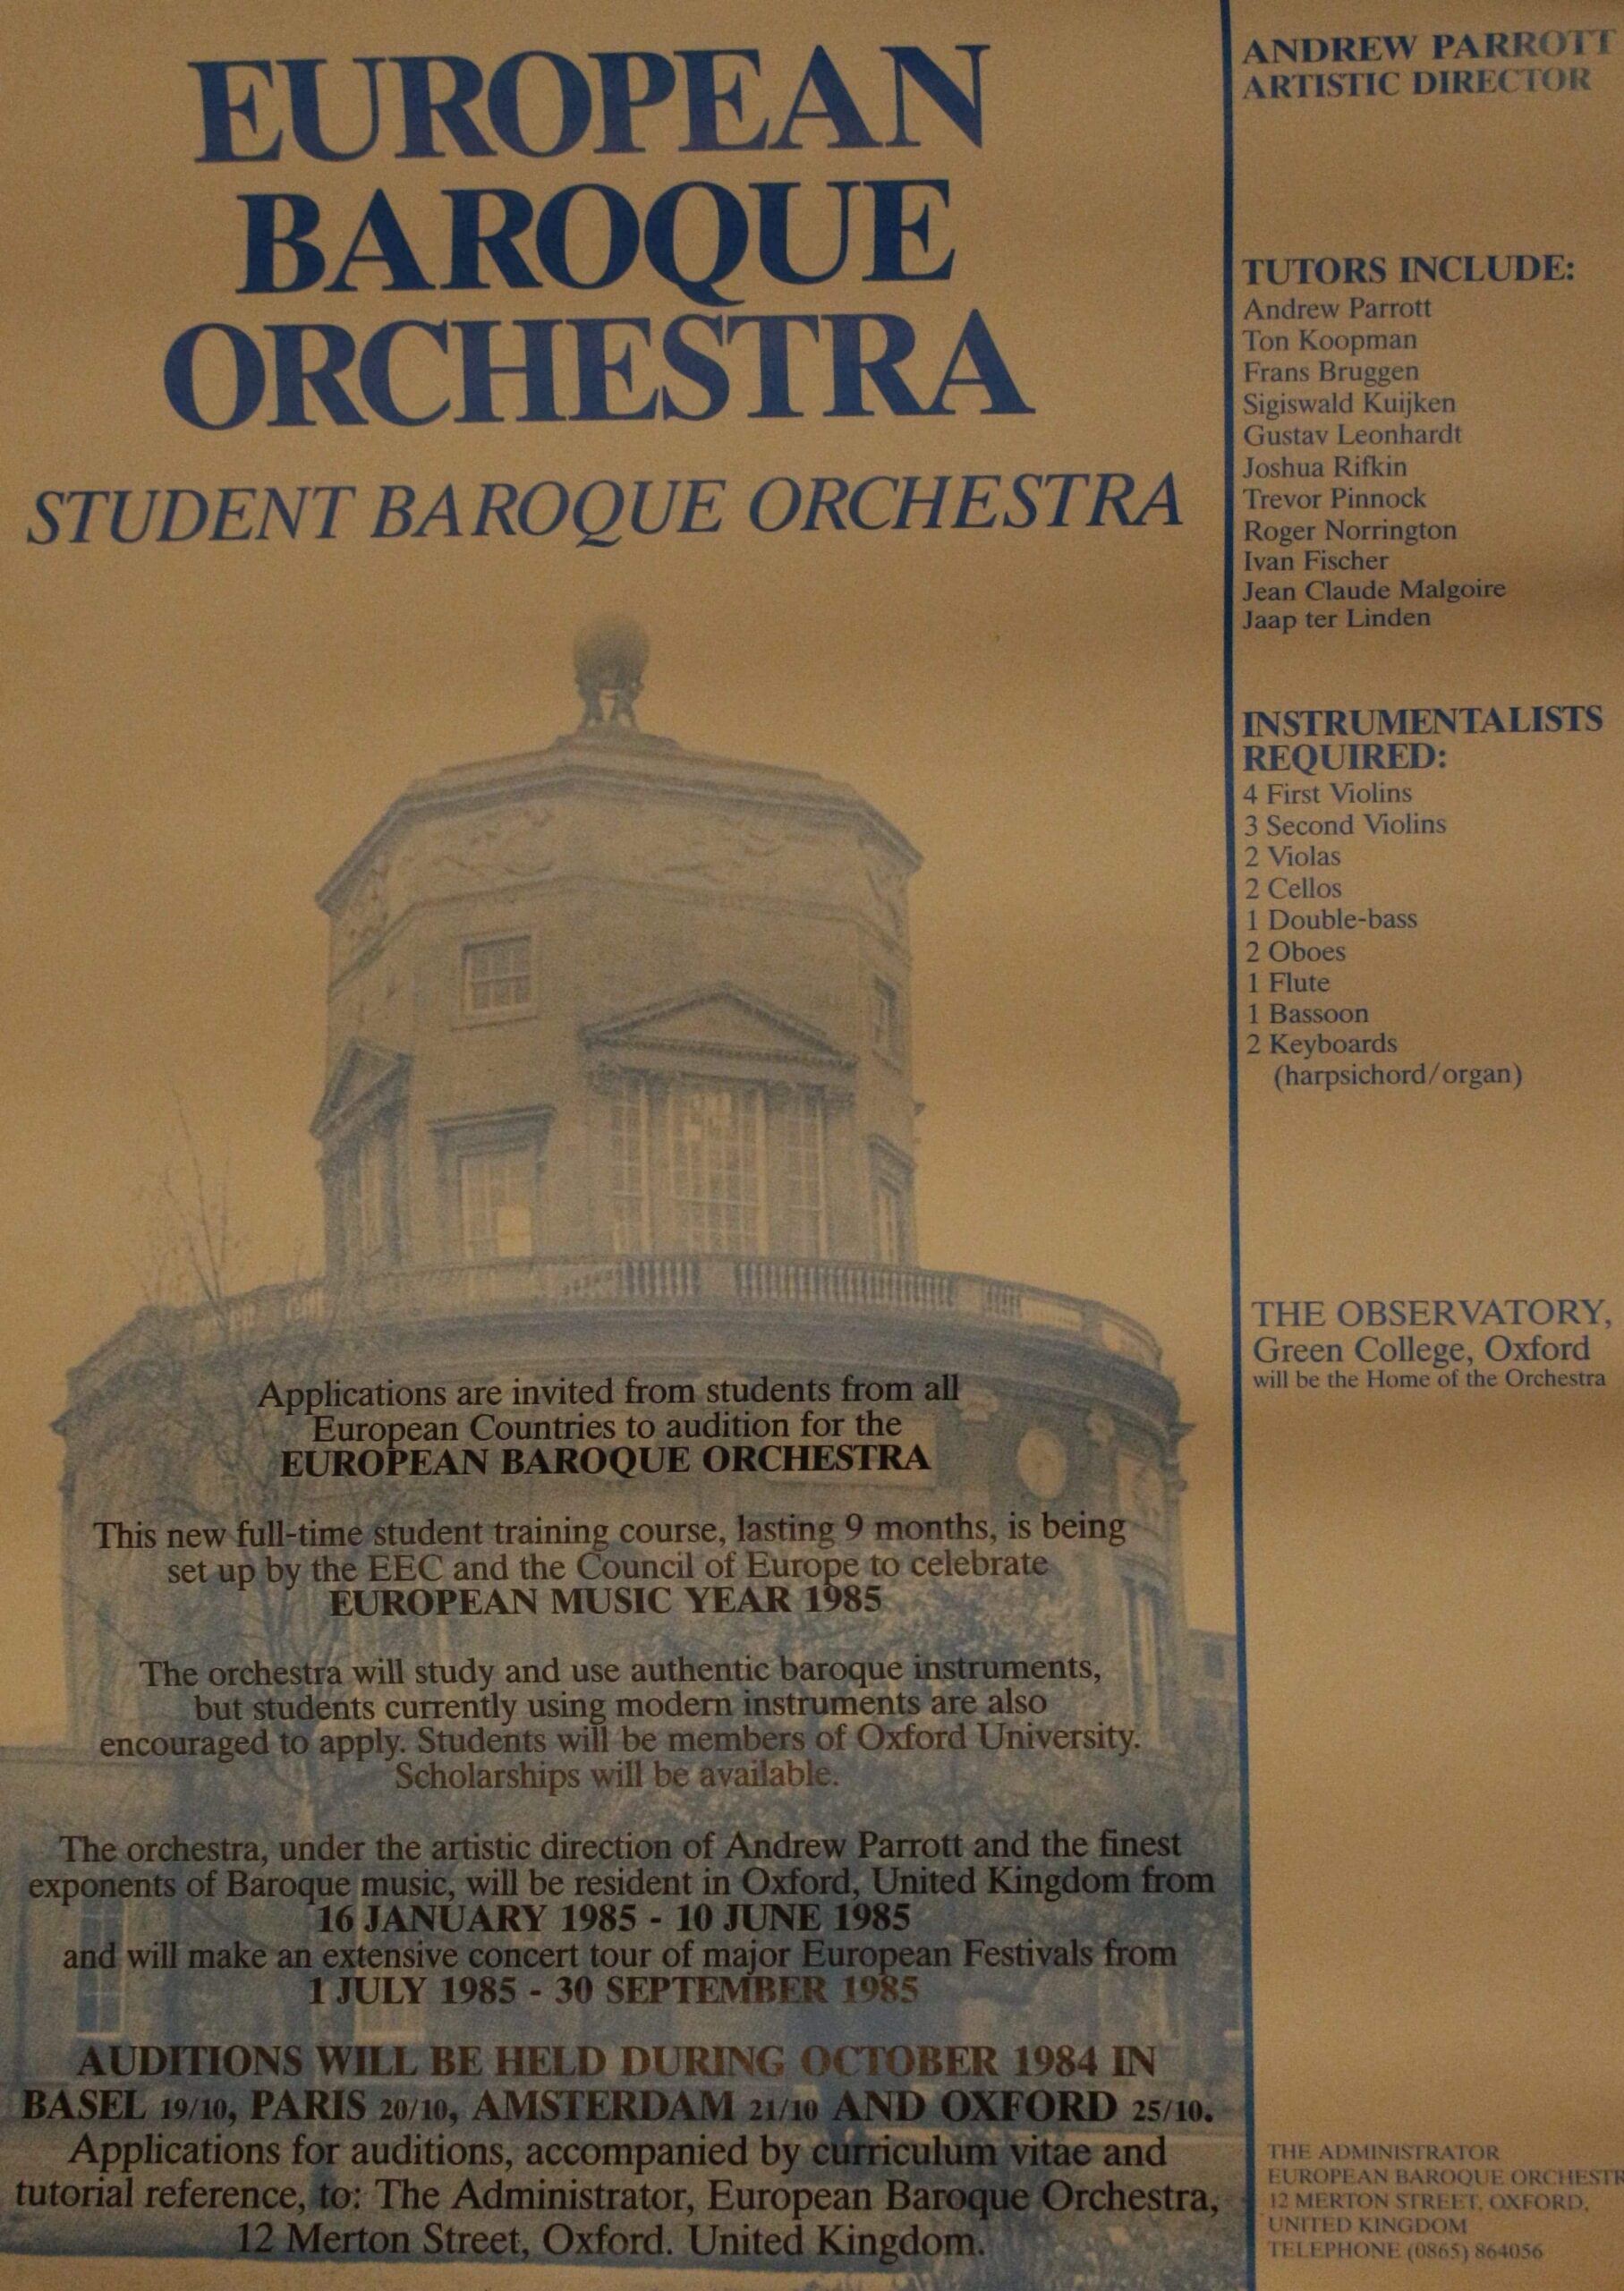 EUROPEAN
BAROQUE
ORCHESTRA
STUDENT BAROQUE ORCHESTRA
Applications are invited from students from all
European Countries to audition for the
EUROPEAN BAROQUE ORCHESTRA
This new full-time student training course, lasting 9 months, is being
set up by the EEC and the Council of Europe to celebrate
EUROPEAN MUSIC YEAR 1985
The orchestra will study and use authentic baroque instruments,
but students currently using modern instruments are also
encouraged to apply. Students will be members of Oxford University.
Scholarships will be available.
The orchestra, under the artistic direction of Andrew Parrott and the finest
exponents of Baroque music, will be resident in Oxford, United Kingdom from
16 JANUARY 1985 - 10 JUNE 1985
and will make an extensive concert tour of major European Festivals from
1 JULY 1985 - 30 SEPTEMBER 1985
AUDITIONS WILL BE HELD DURING OCTOBER 1984 IN
BASEL 19/10, PARIS 20/10, AMSTERDAM 21/10 AND OXFORD 25/10.
Applications for auditions, accompanied by curriculum vitae and
tutorial reference, to: The Administrator, European Baroque Orchestra,
12 Merton Street, Oxford. United Kingdom.
ANDREW PARROTT
ARTISTIC DIRECTOR
TUTORS INCLUDE:
Andrew Parrott
Ton Koopman
Frans Bruggen
Sigiswald Kuijken
Gustav Leonhardt
Joshua Rifkin
Trevor Pinnock
Roger Norrington
Ivan Fischer
Jean Claude Malgoire
Jaap ter Linden
INSTRUMENTALISTS
REQUIRED:
4 First Violins
3 Second Violins
2 Violas
2 Cellos
1 Double-bass
2 Oboes
1 Flute
1 Bassoon
2 Keyboards
(harpsichord/organ)
THE OBSERVATORY,
Green College, Oxford
will be the Home of the Orchestra
THE ADMINISTRATOR
EUROPEAN BAROQUE ORCHESTR
12 MERTON STREET, OXFORD,
UNITED KINGDOM
TELEPHONE (0865) 864056